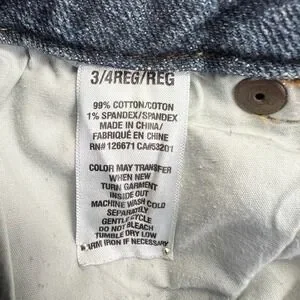 3/4REG/REG
99% COTTON/COTON
1% SPANDEX/SPANDEX
MADE IN CHINA/
FABRIQUÉ EN CHINE
RN# 126671 CA#53201
COLOR MAY TRANSFER
WHEN NEW
TURN GARMENT
INSIDE OUT
MACHINE WASH COLD
SEPARATELY
GENTLE CYCLE
DO NOT BLEACH
TUMBLE DRY LOW
WARM IRON IF NECESSARY